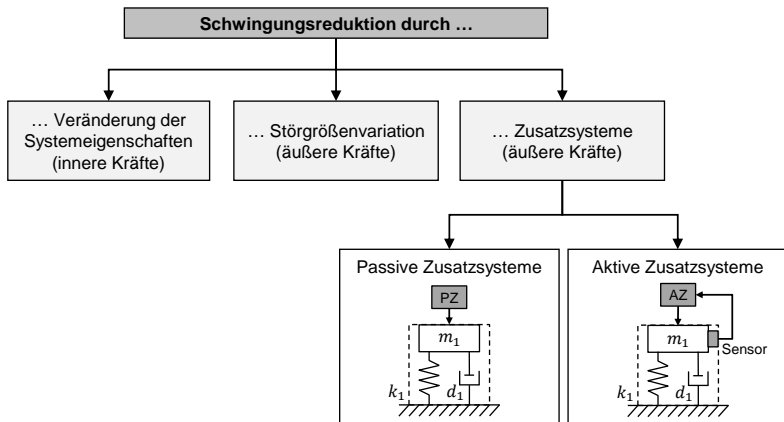 Schwingungsreduktion durch ...
... Veränderung der
Systemeigenschaften
(innere Kräfte)
... Störgrößenvariation
(äußere Kräfte)
... Zusatzsysteme
(äußere Kräfte)
Passive Zusatzsysteme
PZ
m₁
k₁
d₁
Aktive Zusatzsysteme
AZ
m₁
Sensor
k₁
d₁